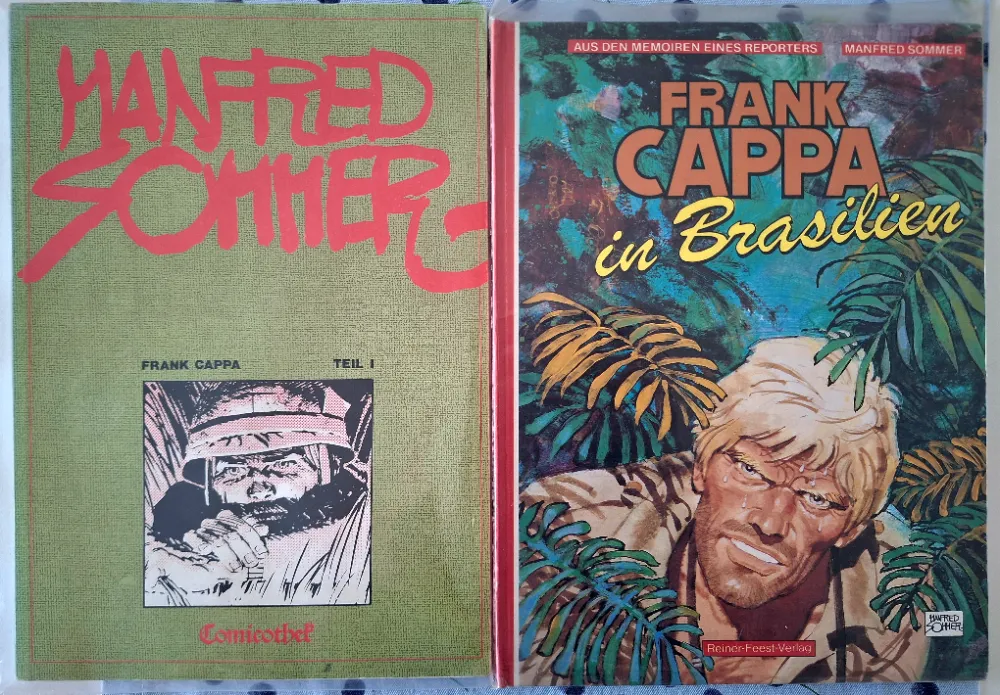 MANFRED
SOMMER
FRANK CAPPA TEIL I
Comicothek
AUS DEN MEMOIREN EINES REPORTERS MANFRED SOMMER
FRANK
CAPPA
in Brasilien
MANFRED
SOMMER
Reiner-Feest-Verlag